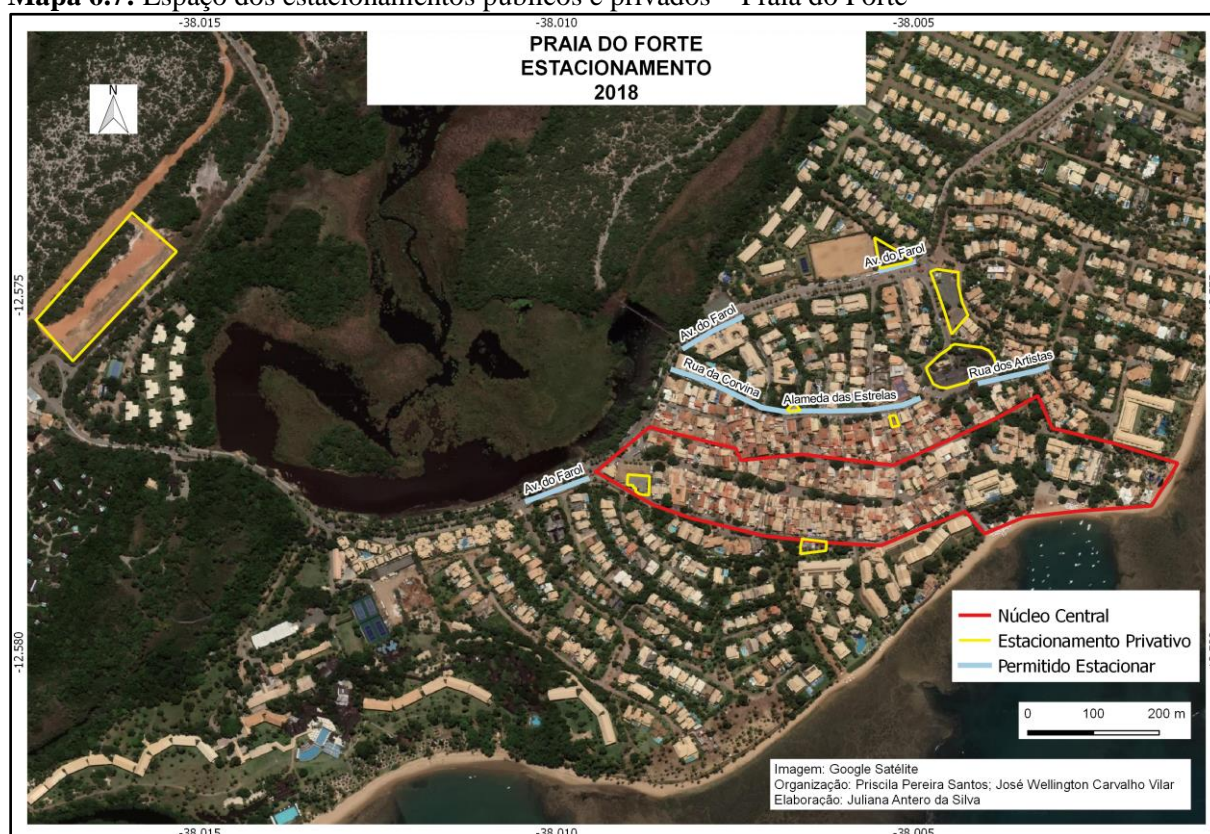 Mapa 6.7. Espaço dos estacionamentos públicos e privados – Praia do Forte
-38.015 -38.010 -38.005
PRAIA DO FORTE
ESTACIONAMENTO
2018
N
-12.575
Av. do Farol
Av. do Farol
Rua dos Artistas
Rua da Corvina
Alameda das Estrelas
Av. do Farol
Núcleo Central
Estacionamento Privativo
Permitido Estacionar
-12.580
0 100 200 m
Imagem: Google Satélite
Organização: Priscila Pereira Santos; José Wellington Carvalho Vilar
Elaboração: Juliana Antero da Silva
-38.015 -38.010 -38.005